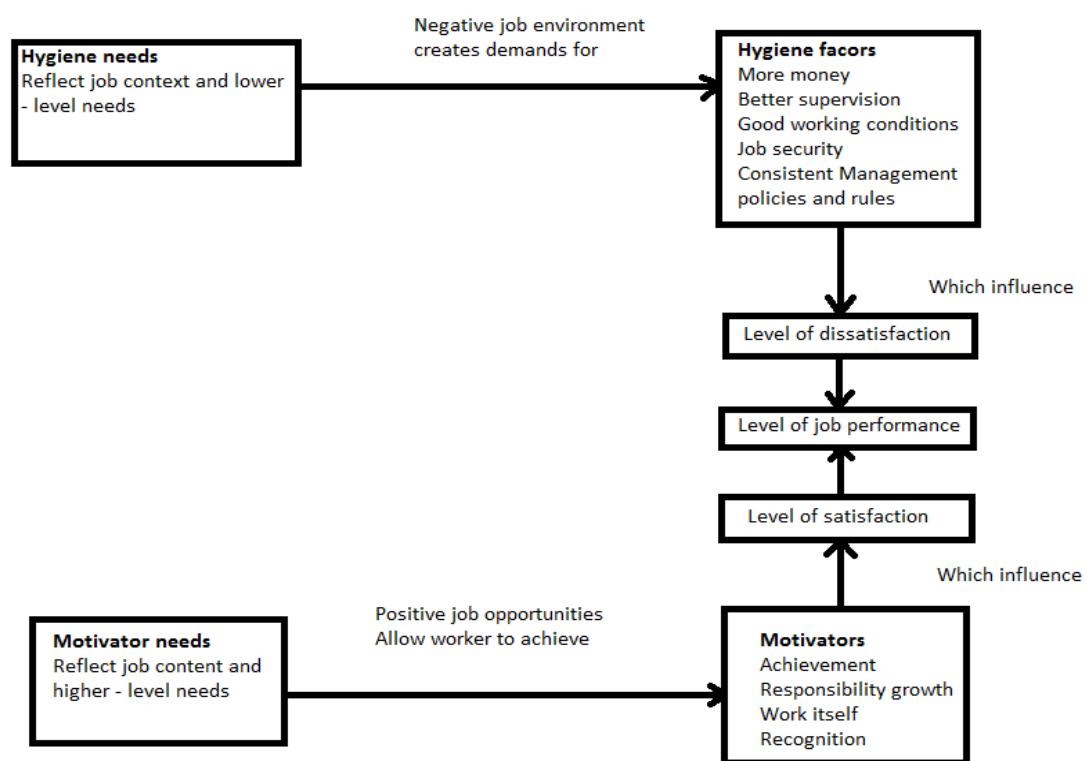 Negative job environment
creates demands for
Hygiene needs
Reflect job context and lower
- level needs
Hygiene facors
More money
Better supervision
Good working conditions
Job security
Consistent Management
policies and rules
Which influence
Level of dissatisfaction
Level of job performance
Level of satisfaction
Which influence
Positive job opportunities
Allow worker to achieve
Motivator needs
Reflect job content and
higher - level needs
Motivators
Achievement
Responsibility growth
Work itself
Recognition